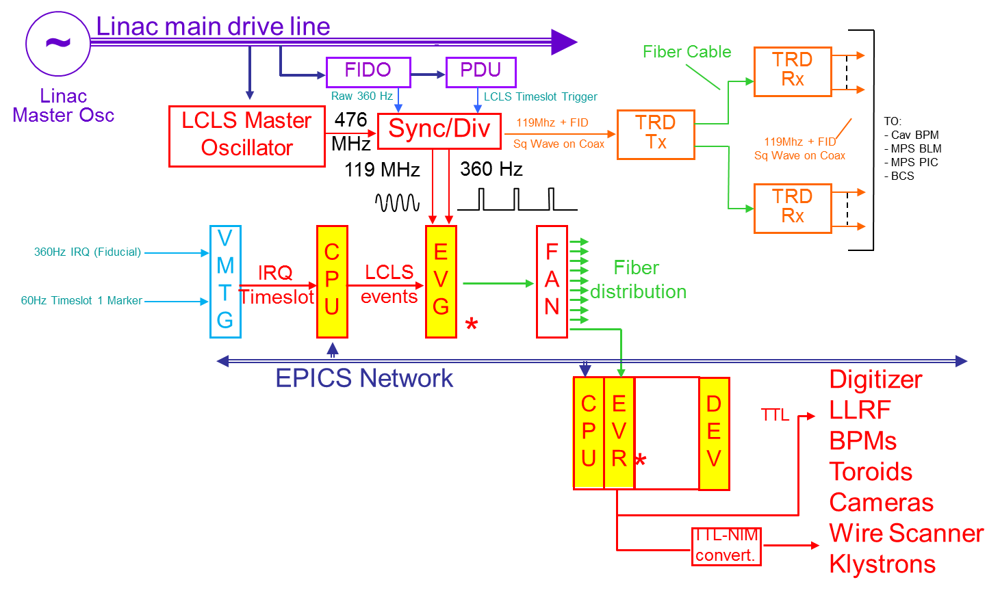 ~
Linac main drive line
Linac
Master Osc
FIDO
PDU
Raw 360 Hz
LCLS Timeslot Trigger
LCLS Master
Oscillator
476
MHz
Sync/Div
119Mhz + FID
Sq Wave on Coax
TRD
Tx
Fiber Cable
TRD
Rx
119Mhz + FID
Sq Wave on Coax
TRD
Rx
TO:
- Cav BPM
- MPS BLM
- MPS PIC
- BCS
119 MHz
360 Hz
360Hz IRQ (Fiducial)
60Hz Timeslot 1 Marker
V
M
T
G
IRQ
Timeslot
C
P
U
LCLS
events
E
V
G
*
F
A
N
Fiber
distribution
EPICS Network
C
P
U
E
V
R
*
D
E
V
TTL
TTL-NIM
convert.
Digitizer
LLRF
BPMs
Toroids
Cameras
Wire Scanner
Klystrons